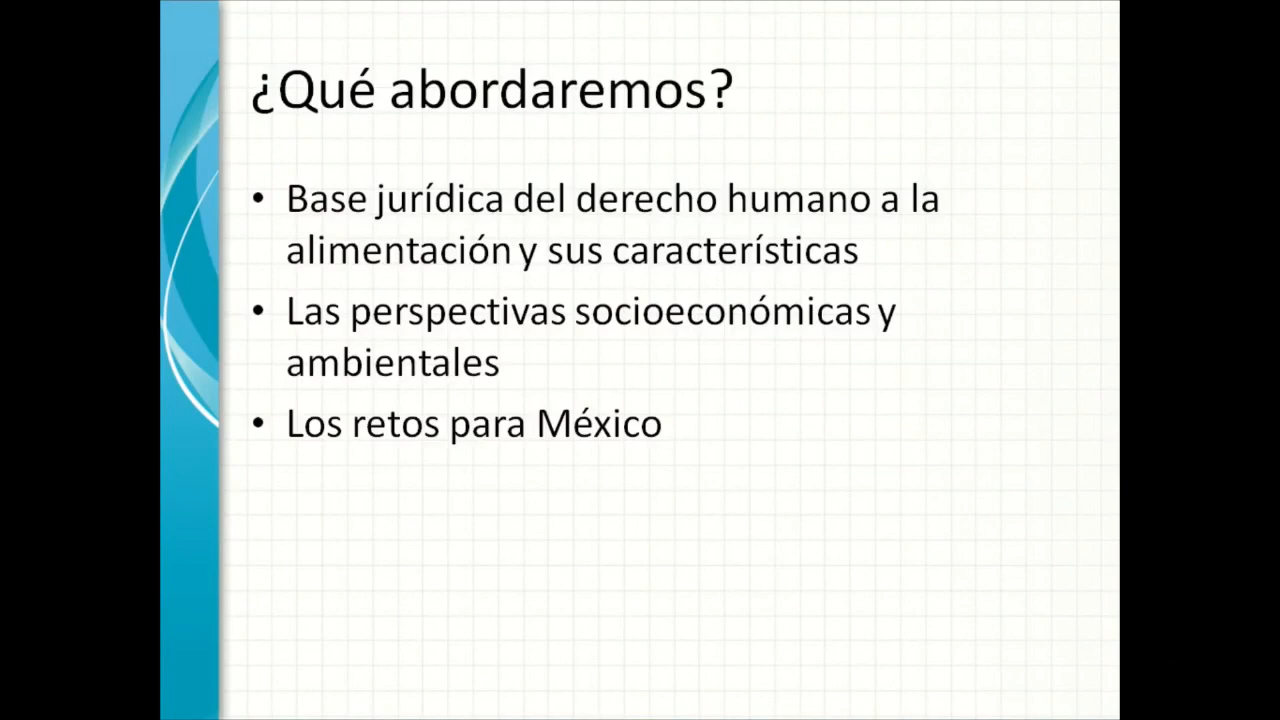 ¿Qué abordaremos?
• Base jurídica del derecho humano a la
alimentación y sus características
• Las perspectivas socioeconómicas y
ambientales
• Los retos para México